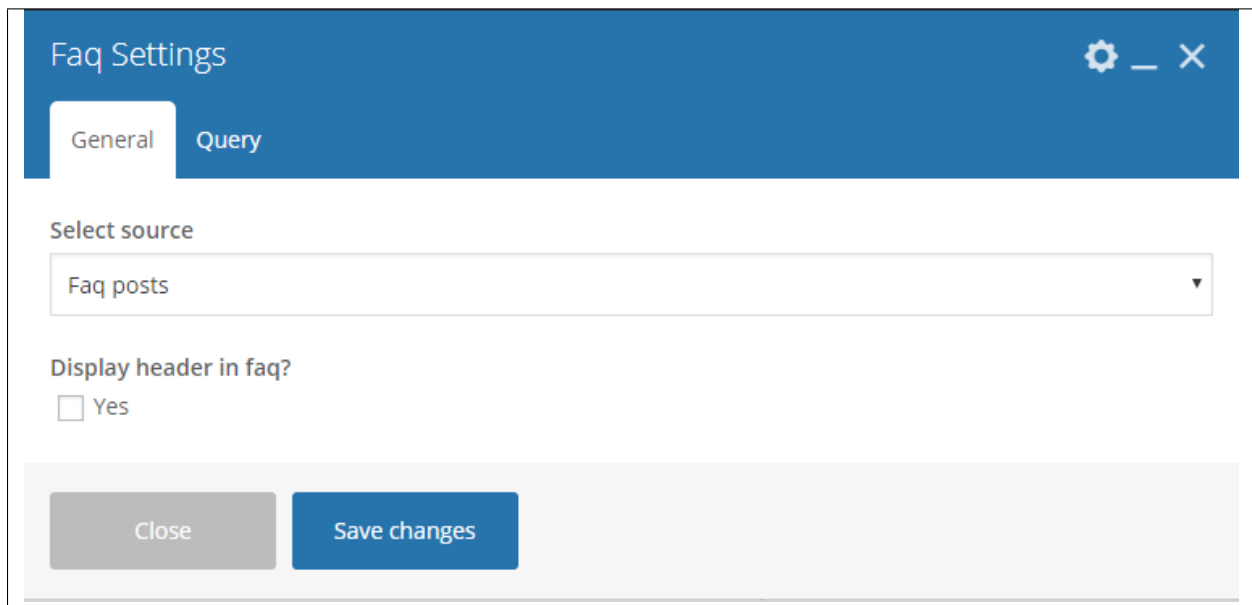 Faq Settings
General Query
Select source
Faq posts
Display header in faq?
Yes
Close Save changes